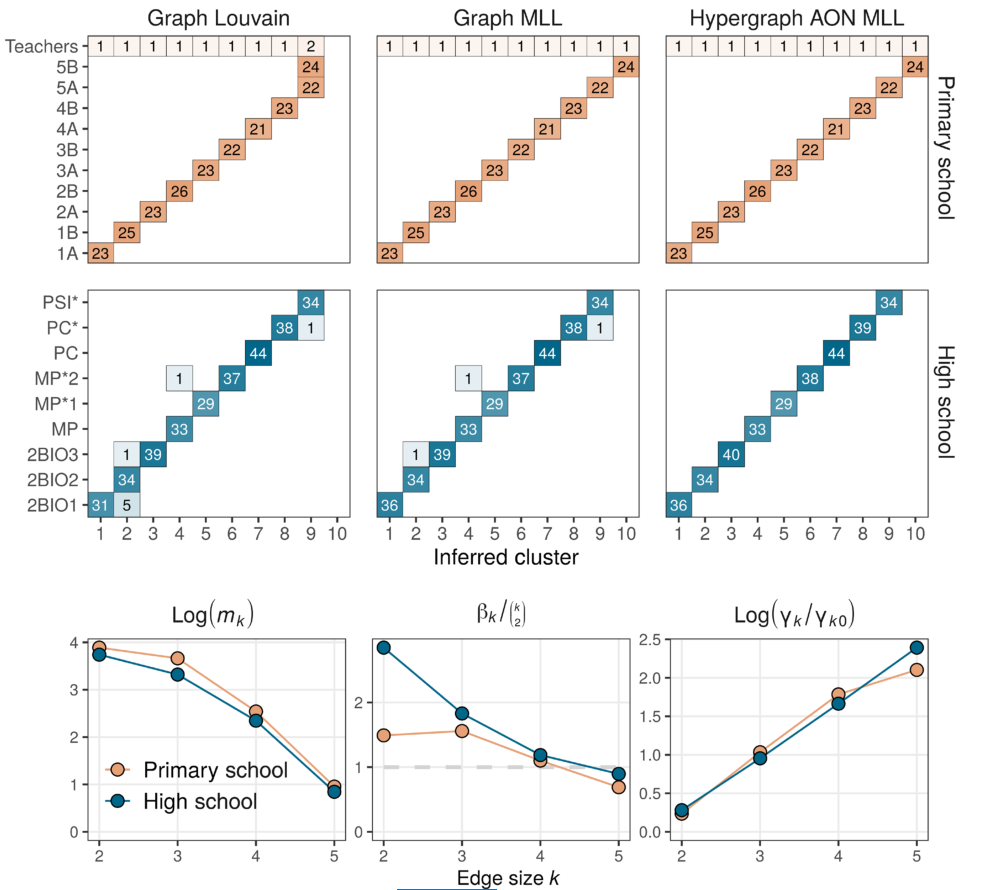 Graph Louvain Graph MLL Hypergraph AON MLL
Teachers 1 1 1 1 1 1 1 1 2 1 1 1 1 1 1 1 1 1 1 1 1 1 1 1 1 1 1 1 1
5B 24 24 24
5A 22 22 22
4B 23 23 23
4A 21 21 21
3B 22 22 22
3A 23 23 23
2B 26 26 26
2A 23 23 23
1B 25 25 25
1A 23 23 23
Primary school
PSI* 34 34 34
PC* 38 1 38 1 39
PC 44 44 44
MP*2 1 37 1 37 38
MP*1 29 29 29
MP 33 33 33
2BIO3 1 39 1 39 40
2BIO2 34 34 34
2BIO1 31 5 36 36
High school
1 2 3 4 5 6 7 8 9 10 1 2 3 4 5 6 7 8 9 10 1 2 3 4 5 6 7 8 9 10
Inferred cluster
Log(m_k) β_k/(k 2) Log(γ_k/γ_k0)
4
3
2
1
0
Primary school
High school
2 3 4 5
2
1
0
2 3 4 5
2.5
2.0
1.5
1.0
0.5
0.0
2 3 4 5
Edge size k